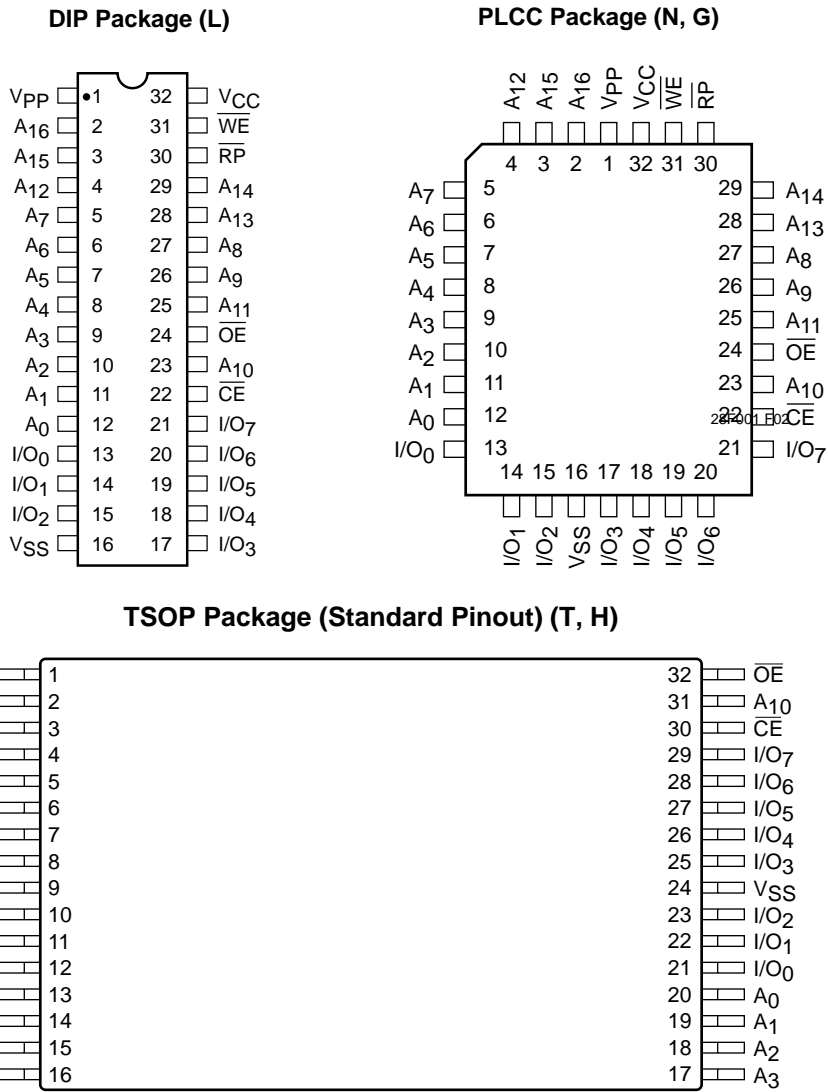 DIP Package (L)
VPP 1 32 VCC
A16 2 31 WE
A15 3 30 RP
A12 4 29 A14
A7 5 28 A13
A6 6 27 A8
A5 7 26 A9
A4 8 25 A11
A3 9 24 OE
A2 10 23 A10
A1 11 22 CE
A0 12 21 I/O7
I/O0 13 20 I/O6
I/O1 14 19 I/O5
I/O2 15 18 I/O4
VSS 16 17 I/O3
PLCC Package (N, G)
A12 A15 A16 VPP VCC WE RP
4 3 2 1 32 31 30
A7 5 29 A14
A6 6 28 A13
A5 7 27 A8
A4 8 26 A9
A3 9 25 A11
A2 10 24 OE
A1 11 23 A10
A0 12 22 CE
28F001 F02
I/O0 13 21 I/O7
14 15 16 17 18 19 20
I/O1 I/O2 VSS I/O3 I/O4 I/O5 I/O6
TSOP Package (Standard Pinout) (T, H)
1 32 OE
2 31 A10
3 30 CE
4 29 I/O7
5 28 I/O6
6 27 I/O5
7 26 I/O4
8 25 I/O3
9 24 VSS
10 23 I/O2
11 22 I/O1
12 21 I/O0
13 20 A0
14 19 A1
15 18 A2
16 17 A3